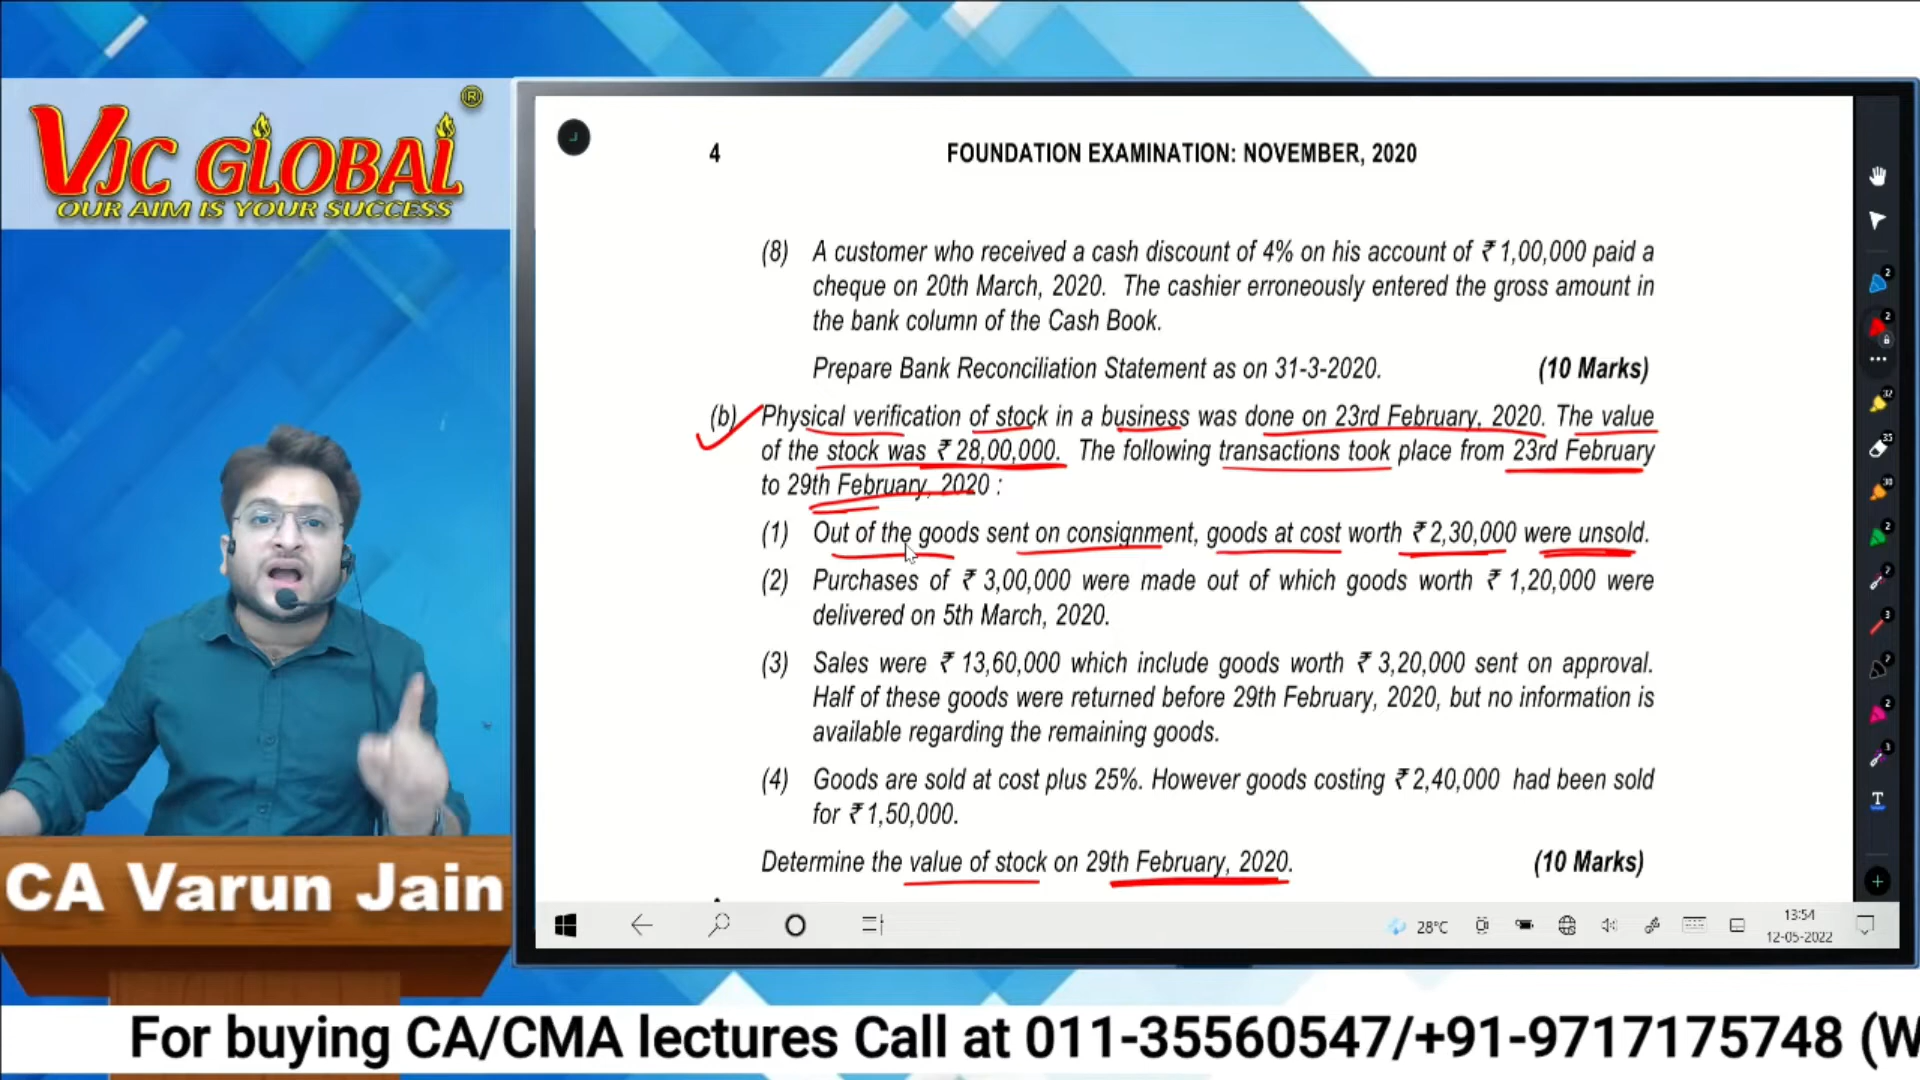 VJC GLOBAL ®
OUR AIM IS YOUR SUCCESS
4 FOUNDATION EXAMINATION: NOVEMBER, 2020
(8) A customer who received a cash discount of 4% on his account of ₹ 1,00,000 paid a
cheque on 20th March, 2020. The cashier erroneously entered the gross amount in
the bank column of the Cash Book.
Prepare Bank Reconciliation Statement as on 31-3-2020. (10 Marks)
(b) Physical verification of stock in a business was done on 23rd February, 2020. The value
of the stock was ₹ 28,00,000. The following transactions took place from 23rd February
to 29th February, 2020 :
(1) Out of the goods sent on consignment, goods at cost worth ₹ 2,30,000 were unsold.
(2) Purchases of ₹ 3,00,000 were made out of which goods worth ₹ 1,20,000 were
delivered on 5th March, 2020.
(3) Sales were ₹ 13,60,000 which include goods worth ₹ 3,20,000 sent on approval.
Half of these goods were returned before 29th February, 2020, but no information is
available regarding the remaining goods.
(4) Goods are sold at cost plus 25%. However goods costing ₹ 2,40,000 had been sold
for ₹ 1,50,000.
Determine the value of stock on 29th February, 2020. (10 Marks)
28°C
13:54
12-05-2022
CA Varun Jain
For buying CA/CMA lectures Call at 011-35560547/+91-9717175748 (W